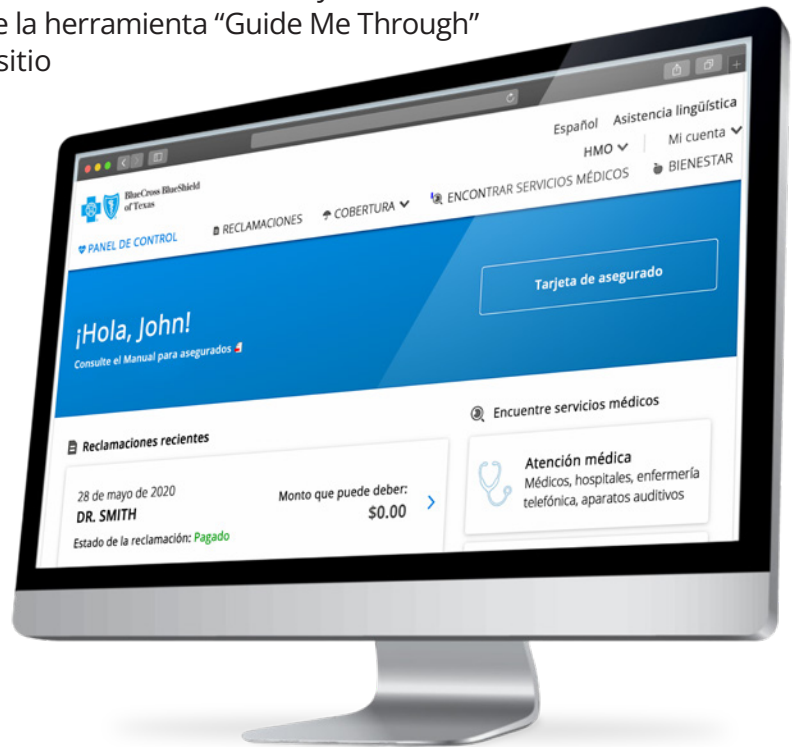 e la herramienta “Guide Me Through”
sitio
Español Asistencia lingüística
HMO Mi cuenta
BlueCross BlueShield
of Texas
PANEL DE CONTROL RECLAMACIONES COBERTURA ENCONTRAR SERVICIOS MÉDICOS BIENESTAR
¡Hola, John!
Consulte el Manual para asegurados
Tarjeta de asegurado
Reclamaciones recientes
28 de mayo de 2020
DR. SMITH
Estado de la reclamación: Pagado
Monto que puede deber:
$0.00
Encuentre servicios médicos
Atención médica
Médicos, hospitales, enfermería
telefónica, aparatos auditivos